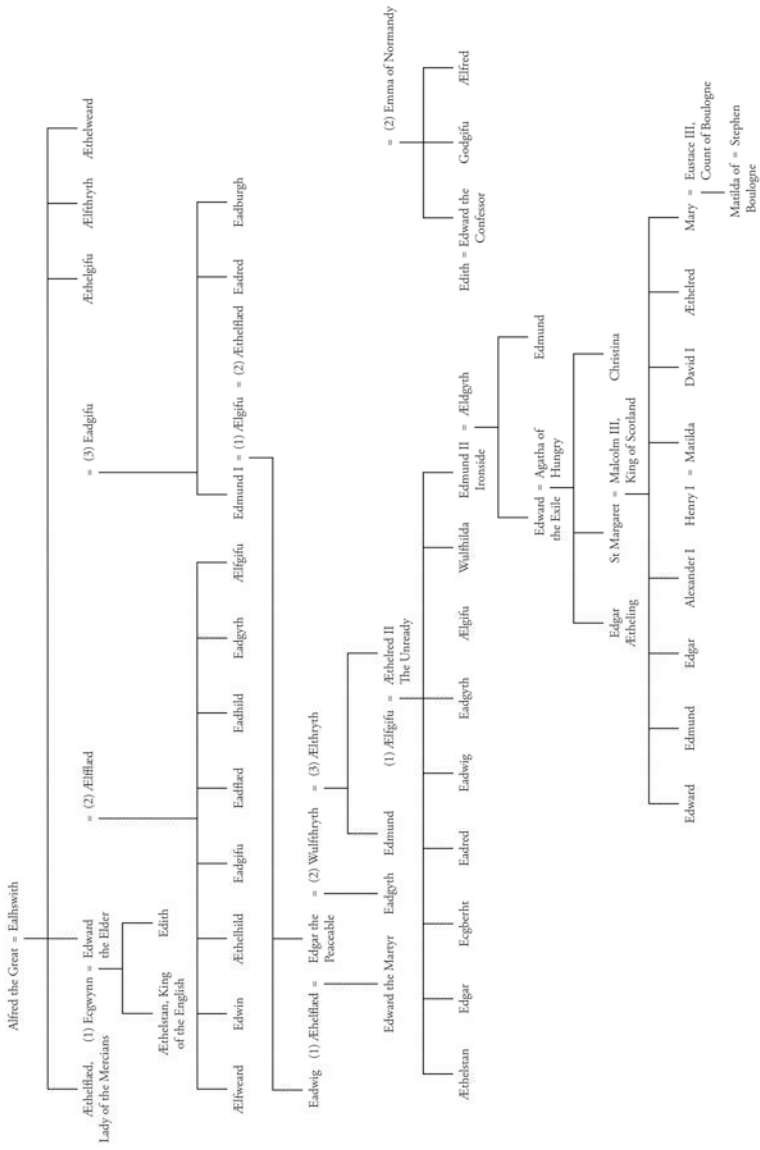 Alfred the Great = Ealhswith
Æthelflæd,
Lady of the Mercians
(1) Ecgwynn = Edward
the Elder
= (2) Ælfflæd
= (3) Eadgifu
Æthelgifu
Ælfthryth
Æthelweard
Æthelstan, King
of the English
Edith
Ælfweard
Edwin
Æthelhild
Eadgifu
Eadflæd
Eadhild
Eadgyth
Ælfgifu
Edmund I = (1) Ælgifu = (2) Æthelflæd
Eadred
Eadburgh
Eadwig
(1) Æhelflæd =
Edgar the
Peaceable
= (2) Wulfthryth
= (3) Ælthryth
Edward the Martyr
Eadgyth
Edmund
(1) Ælfgifu = Æthelred II
The Unready
= (2) Emma of Normandy
Æthelstan
Edgar
Ecgberht
Eadred
Eadwig
Eadgyth
Ælgifu
Wulfhilda
Edmund II = Ældgyth
Ironside
Edith = Edward the
Confessor
Godgifu
Ælfred
Edward = Agatha of
the Exile Hungry
Edmund
Edgar
Ætheling
St Margaret = Malcolm III,
King of Scotland
Christina
Edward
Edmund
Edgar
Alexander I
Henry I = Matilda
David I
Æthelred
Mary = Eustace III,
Count of Boulogne
Matilda of = Stephen
Boulogne